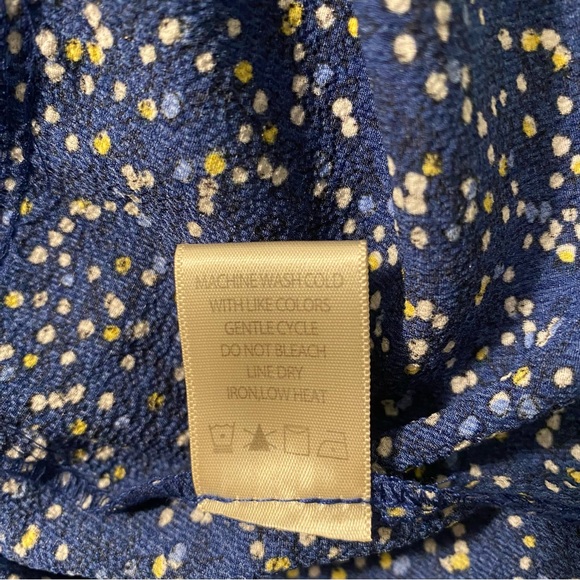 MACHINE WASH COLD
WITH LIKE COLORS
GENTLE CYCLE
DO NOT BLEACH
LINE DRY
IRON,LOW HEAT